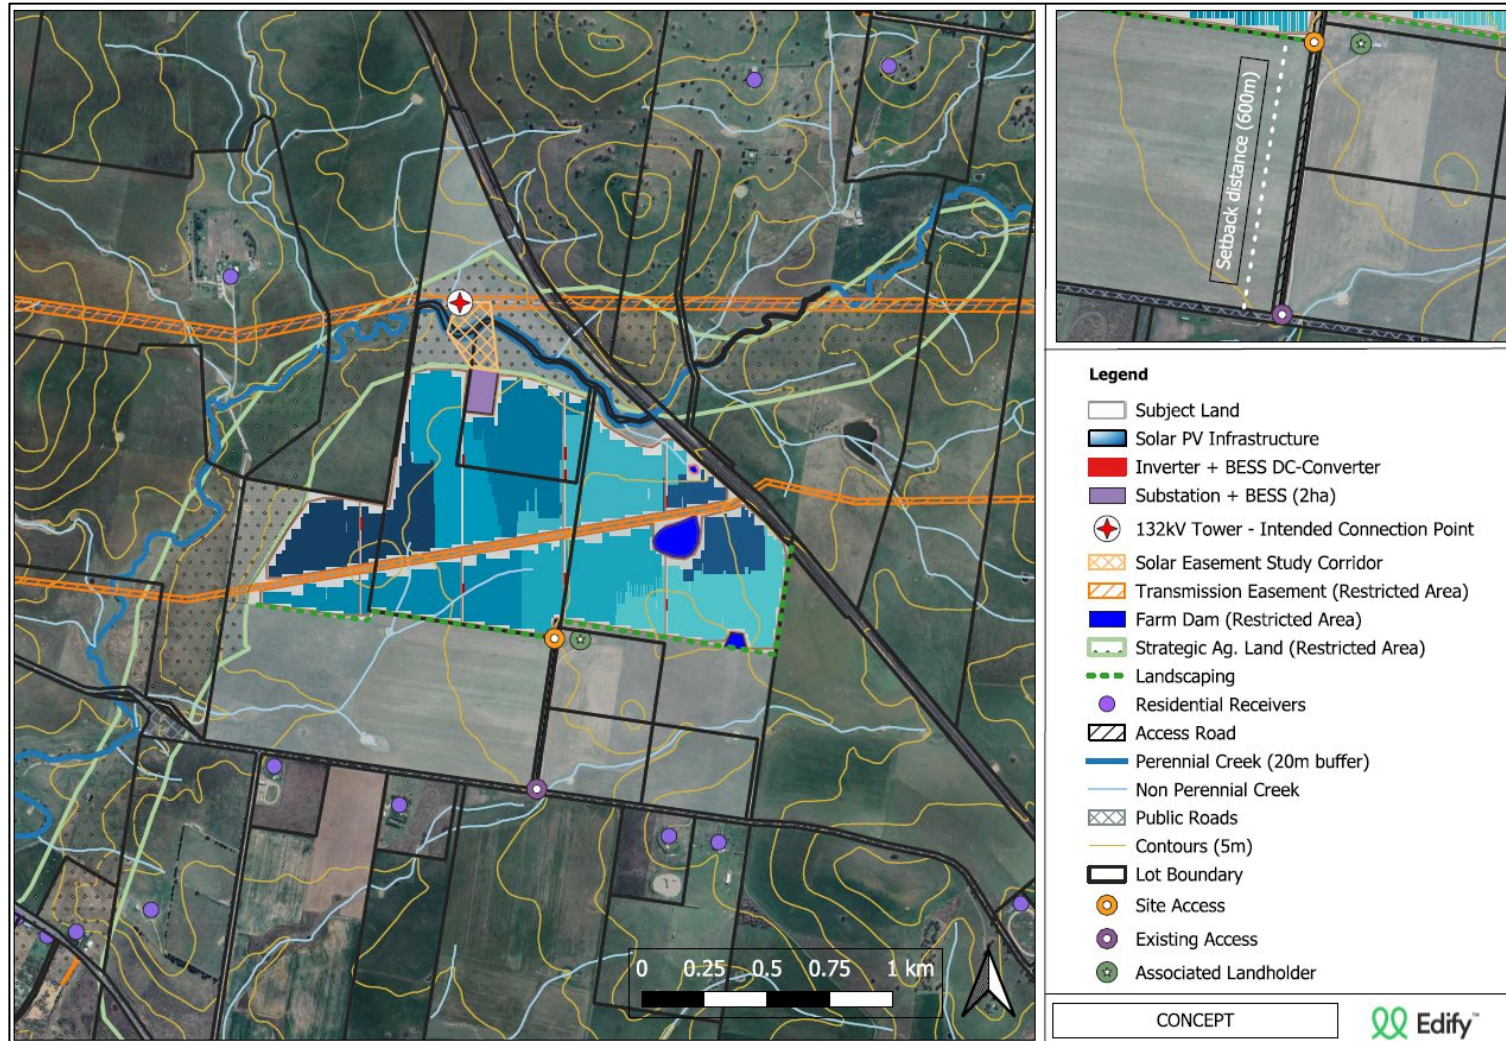 Setback distance (600m)
Legend
Subject Land
Solar PV Infrastructure
Inverter + BESS DC-Converter
Substation + BESS (2ha)
132kV Tower - Intended Connection Point
Solar Easement Study Corridor
Transmission Easement (Restricted Area)
Farm Dam (Restricted Area)
Strategic Ag. Land (Restricted Area)
Landscaping
Residential Receivers
Access Road
Perennial Creek (20m buffer)
Non Perennial Creek
Public Roads
Contours (5m)
Lot Boundary
Site Access
Existing Access
Associated Landholder
0 0.25 0.5 0.75 1 km
CONCEPT
Edify™